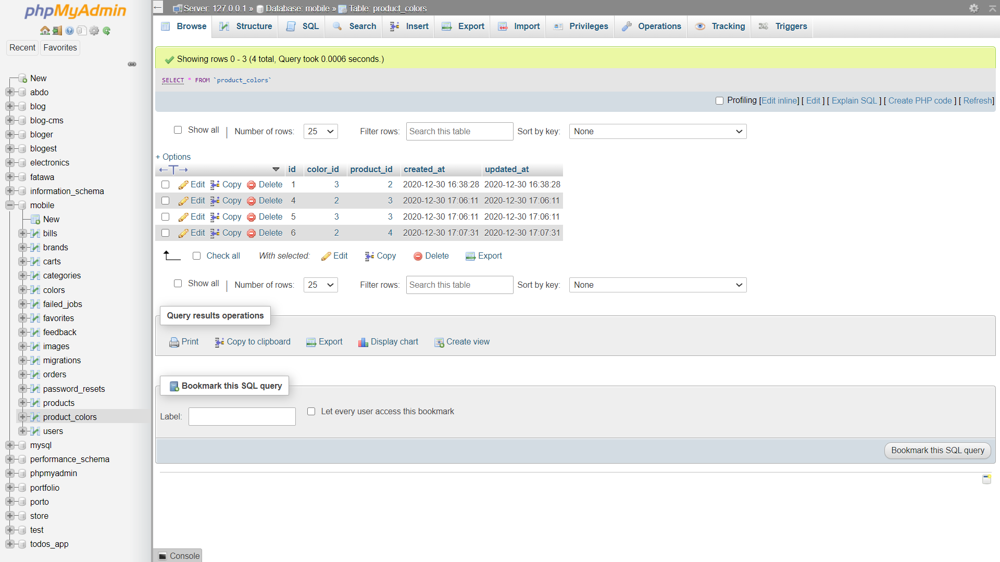 phpMyAdmin
Recent Favorites
New
abdo
blog
blog-cms
bloger
blogest
electronics
fatawa
information_schema
mobile
New
bills
brands
carts
categories
colors
failed_jobs
favorites
feedback
images
migrations
orders
password_resets
products
product_colors
users
mysql
performance_schema
phpmyadmin
portfolio
porto
store
test
todos_app
Server: 127.0.0.1 » Database: mobile » Table: product_colors
Browse Structure SQL Search Insert Export Import Privileges Operations Tracking Triggers
Showing rows 0 - 3 (4 total, Query took 0.0006 seconds.)
SELECT * FROM `product_colors`
Profiling [Edit inline] [ Edit ] [ Explain SQL ] [ Create PHP code ] [ Refresh]
Show all | Number of rows: 25 Filter rows: Search this table Sort by key: None
+ Options
←T→ id color_id product_id created_at updated_at
Edit Copy Delete 1 3 2 2020-12-30 16:38:28 2020-12-30 16:38:28
Edit Copy Delete 4 2 3 2020-12-30 17:06:11 2020-12-30 17:06:11
Edit Copy Delete 5 3 3 2020-12-30 17:06:11 2020-12-30 17:06:11
Edit Copy Delete 6 2 4 2020-12-30 17:07:31 2020-12-30 17:07:31
Check all With selected: Edit Copy Delete Export
Show all | Number of rows: 25 Filter rows: Search this table Sort by key: None
Query results operations
Print Copy to clipboard Export Display chart Create view
Bookmark this SQL query
Label: Let every user access this bookmark
Bookmark this SQL query
Console